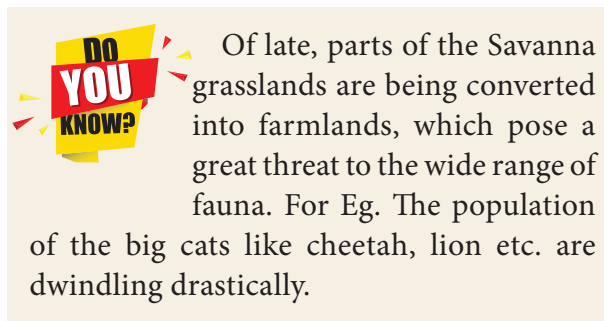 DO
YOU
KNOW?
Of late, parts of the Savanna
grasslands are being converted
into farmlands, which pose a
great threat to the wide range of
fauna. For Eg. The population
of the big cats like cheetah, lion etc. are
dwindling drastically.